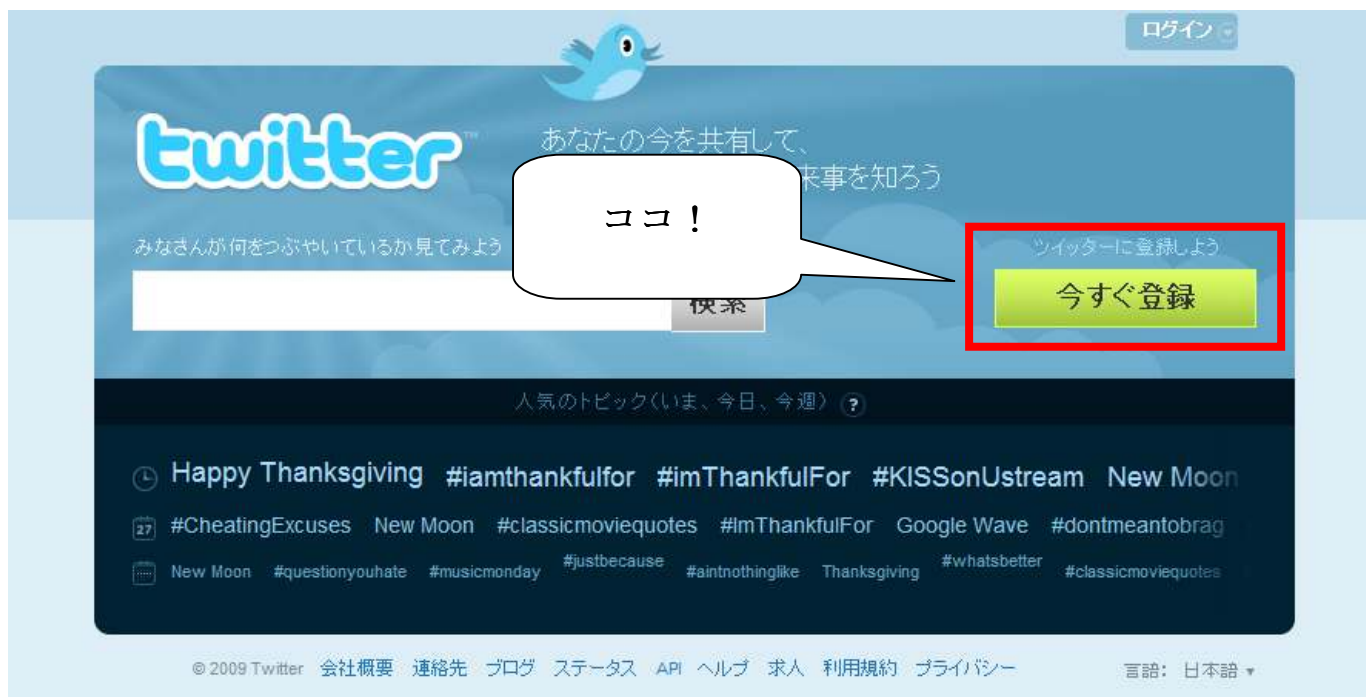 ログイン
twitter™
あなたの今を共有して、
来事を知ろう
ココ！
みなさんが何をつぶやいているか見てみよう
検索
ツイッターに登録しよう
今すぐ登録
人気のトピック（いま、今日、今週） ?
Happy Thanksgiving #iamthankfulfor #imThankfulFor #KISSonUstream New Moon
27 #CheatingExcuses New Moon #classicmoviequotes #ImThankfulFor Google Wave #dontmeantobrag
New Moon #questionyouhate #musicmonday #justbecause #aintnothinglike Thanksgiving #whatsbetter #classicmoviequotes
© 2009 Twitter 会社概要 連絡先 ブログ ステータス API ヘルプ 求人 利用規約 プライバシー 言語: 日本語